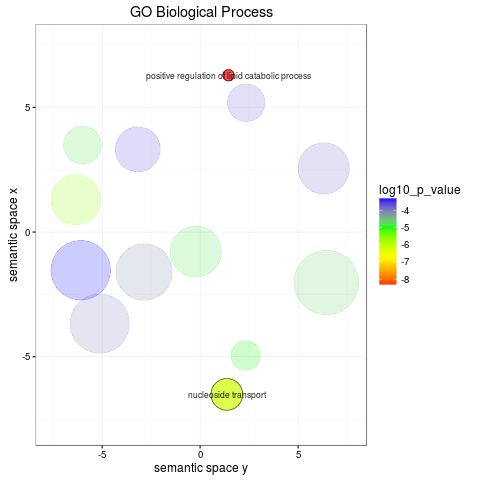 GO Biological Process
positive regulation of lipid catabolic process
5
0
-5
semantic space x
nucleoside transport
-5
0
5
semantic space y
log10_p_value
-4
-5
-6
-7
-8